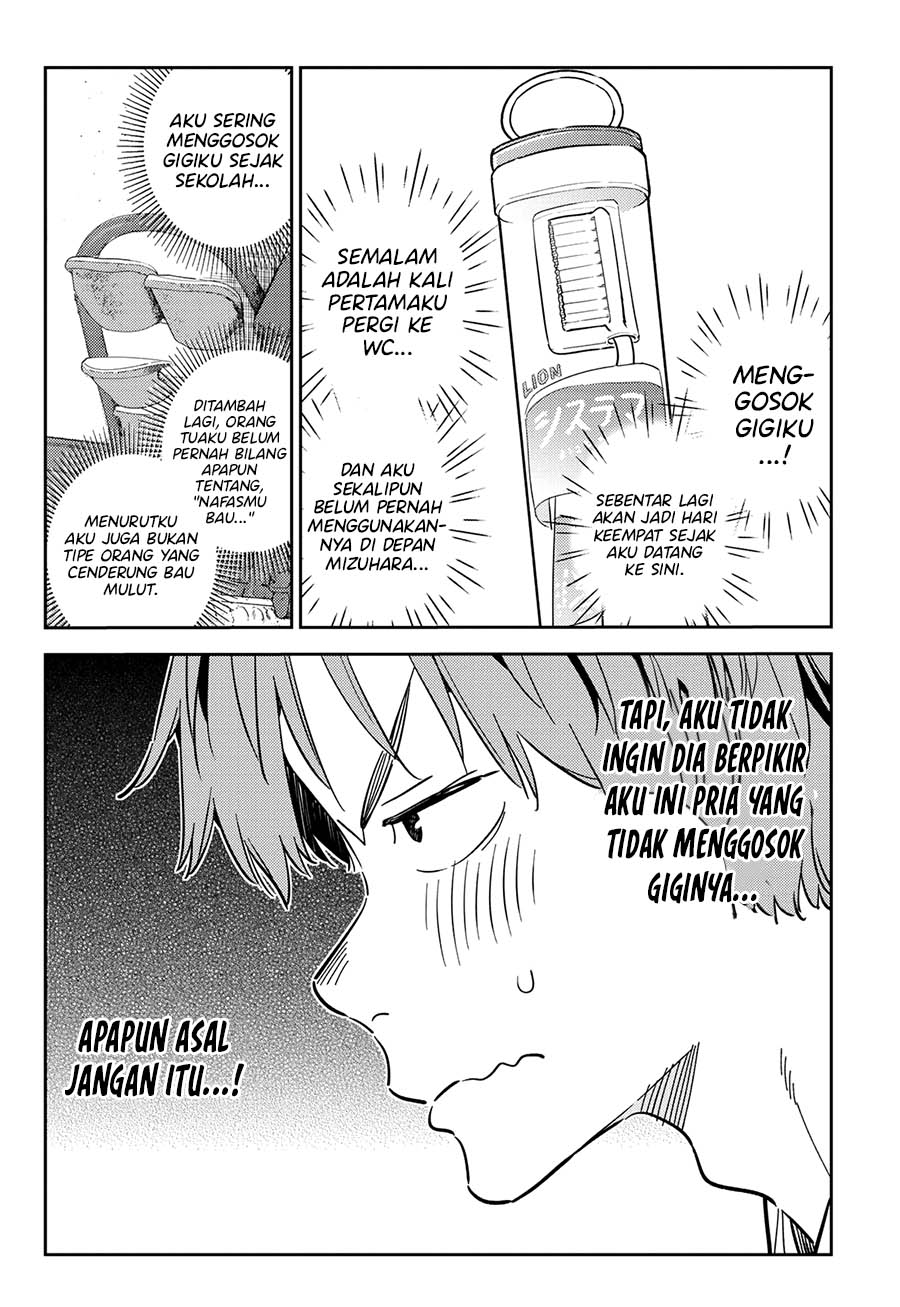 MENG-
GOSOK
GIGIKU
...!
SEBENTAR LAGI
AKAN JADI HARI
KEEMPAT SEJAK
AKU DATANG
KE SINI.
LION
システマ
SEMALAM
ADALAH KALI
PERTAMAKU
PERGI KE
WC...
DAN AKU
SEKALIPUN
BELUM PERNAH
MENGGUNAKAN-
NYA DI DEPAN
MIZUHARA...
AKU SERING
MENGGOSOK
GIGIKU SEJAK
SEKOLAH...
DITAMBAH
LAGI, ORANG
TUAKU BELUM
PERNAH BILANG
APAPUN
TENTANG,
"NAFASMU
BAU..."
MENURUTKU
AKU JUGA BUKAN
TIPE ORANG YANG
CENDERUNG BAU
MULUT.
TAPI, AKU TIDAK
INGIN DIA BERPIKIR
AKU INI PRIA YANG
TIDAK MENGGOSOK
GIGINYA...
APAPUN ASAL
JANGAN ITU...!